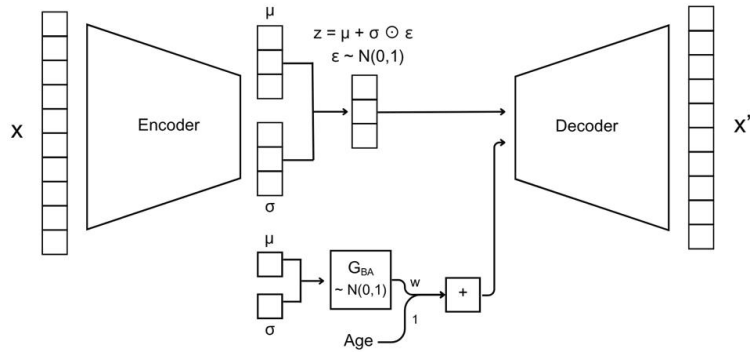 μ
z = μ + σ ⊙ ε
ε ~ N(0,1)
x
Encoder
Decoder
x'
σ
μ
G_BA
~ N(0,1)
w
+
1
σ
Age